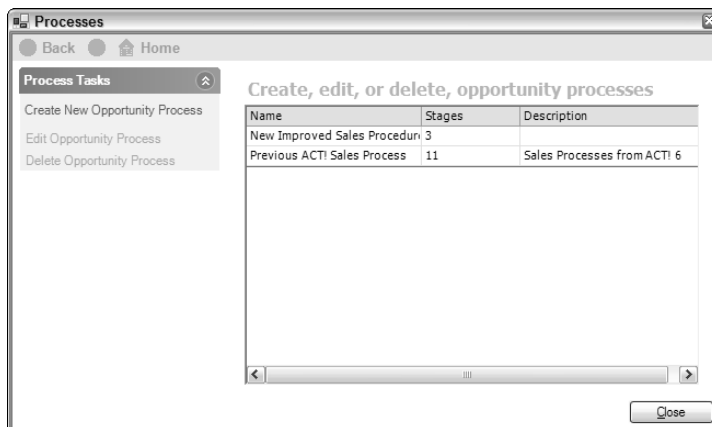 Processes
Back Home
Process Tasks
Create New Opportunity Process
Edit Opportunity Process
Delete Opportunity Process
Create, edit, or delete, opportunity processes
Name Stages Description
New Improved Sales Procedur 3
Previous ACT! Sales Process 11 Sales Processes from ACT! 6
Close